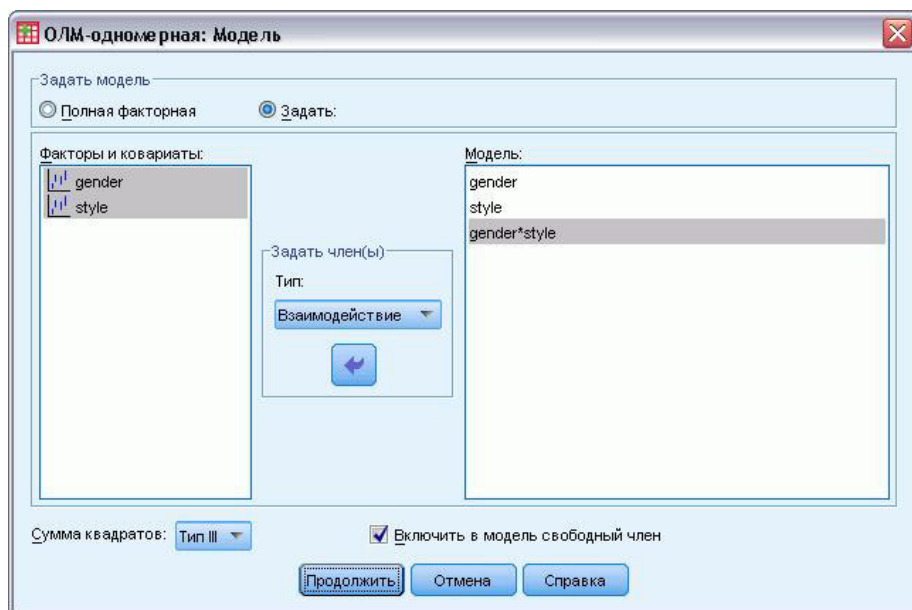 ОЛМ-одномерная: Модель
Задать модель
Полная факторная
Задать:
Факторы и ковариаты:
gender
style
Задать член(ы)
Тип:
Взаимодействие
Модель:
gender
style
gender*style
Сумма квадратов: Тип III
Включить в модель свободный член
Продолжить
Отмена
Справка